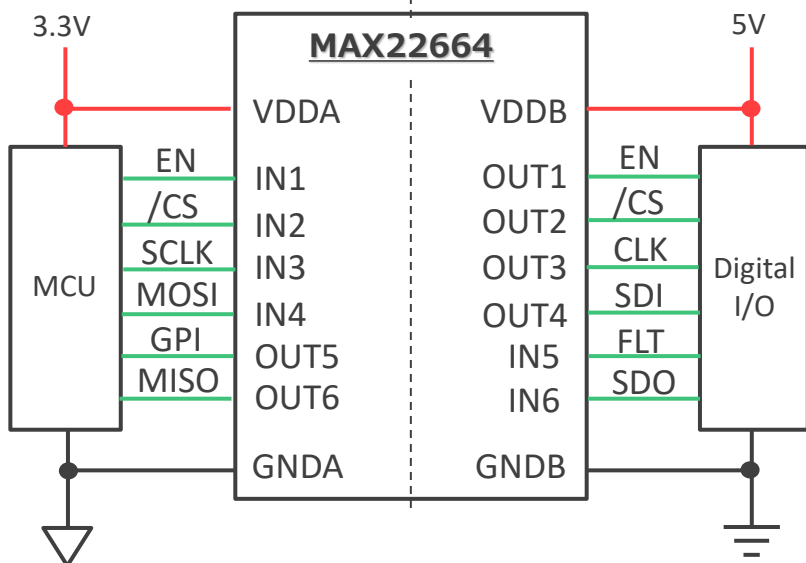 3.3V
5V
MAX22664
VDDA
VDDB
EN
IN1
OUT1
EN
/CS
IN2
OUT2
/CS
SCLK
IN3
OUT3
CLK
MCU
MOSI
IN4
OUT4
SDI
Digital
I/O
GPI
OUT5
IN5
FLT
MISO
OUT6
IN6
SDO
GNDA
GNDB